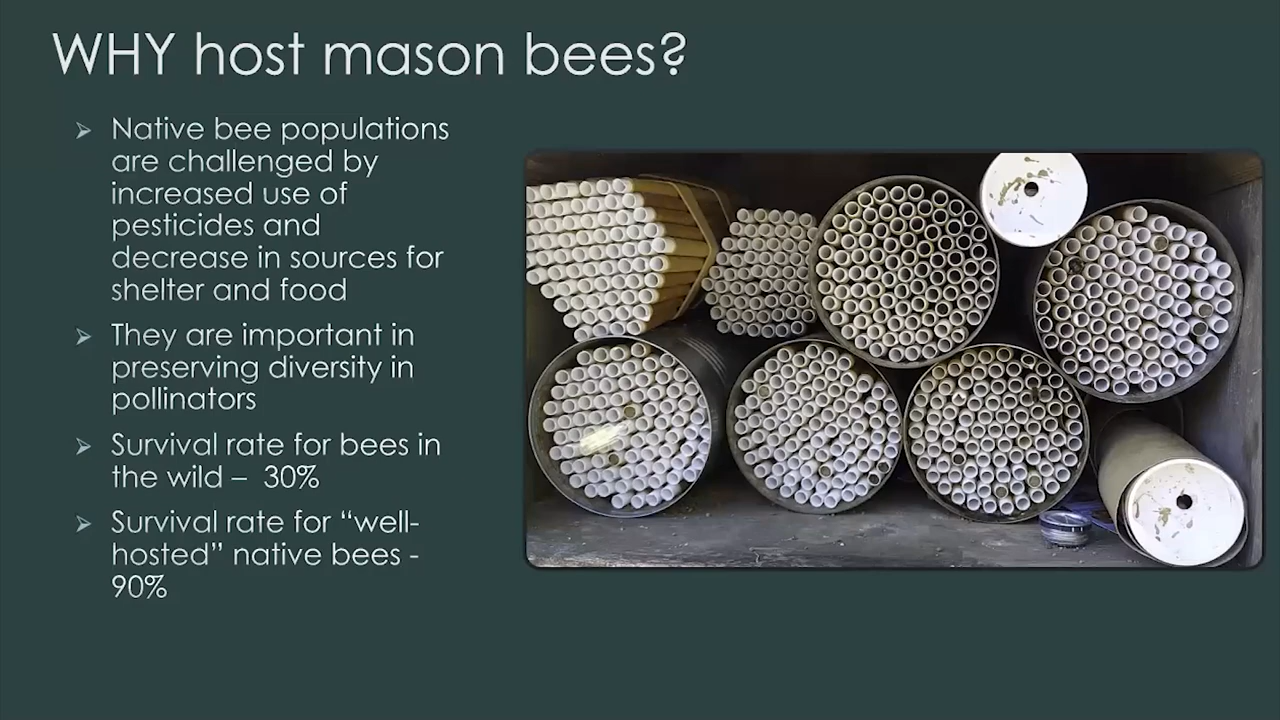 WHY host mason bees?
➢ Native bee populations
are challenged by
increased use of
pesticides and
decrease in sources for
shelter and food
➢ They are important in
preserving diversity in
pollinators
➢ Survival rate for bees in
the wild – 30%
➢ Survival rate for “well-
hosted” native bees -
90%